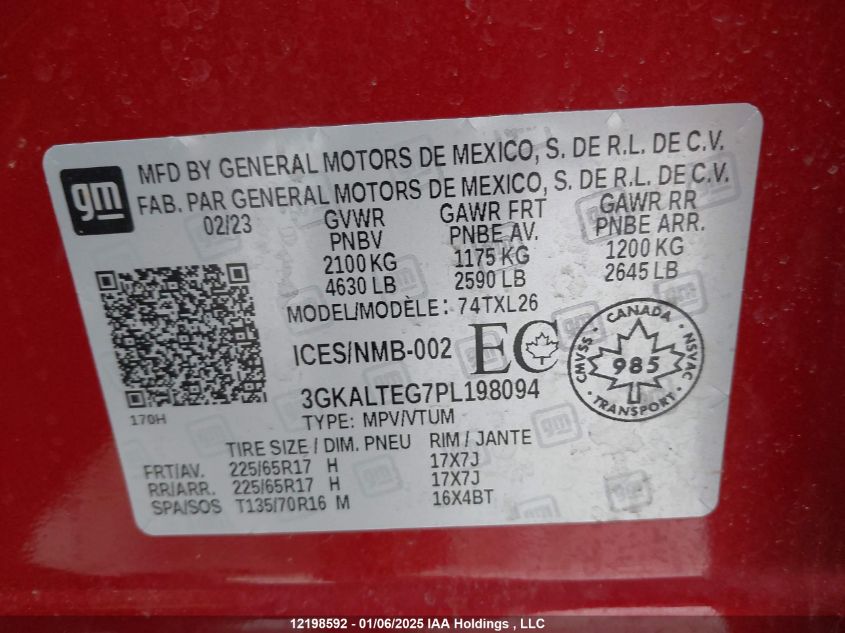 gm
MFD BY GENERAL MOTORS DE MEXICO, S. DE R.L. DE C.V.
FAB. PAR GENERAL MOTORS DE MEXICO, S. DE R.L. DE C.V.
02/23 GVWR GAWR FRT GAWR RR
PNBV PNBE AV. PNBE ARR.
2100 KG 1175 KG 1200 KG
4630 LB 2590 LB 2645 LB
MODEL/MODÈLE: 74TXL26
ICES/NMB-002 EC
CANADA
CMVSS 985 NSVAC
TRANSPORT
3GKALTEG7PL198094
170H
TYPE: MPV/VTUM
TIRE SIZE / DIM. PNEU RIM / JANTE
FRT/AV. 225/65R17 H 17X7J
RR/ARR. 225/65R17 H 17X7J
SPA/SOS T135/70R16 M 16X4BT
12198592 - 01/06/2025 IAA Holdings , LLC